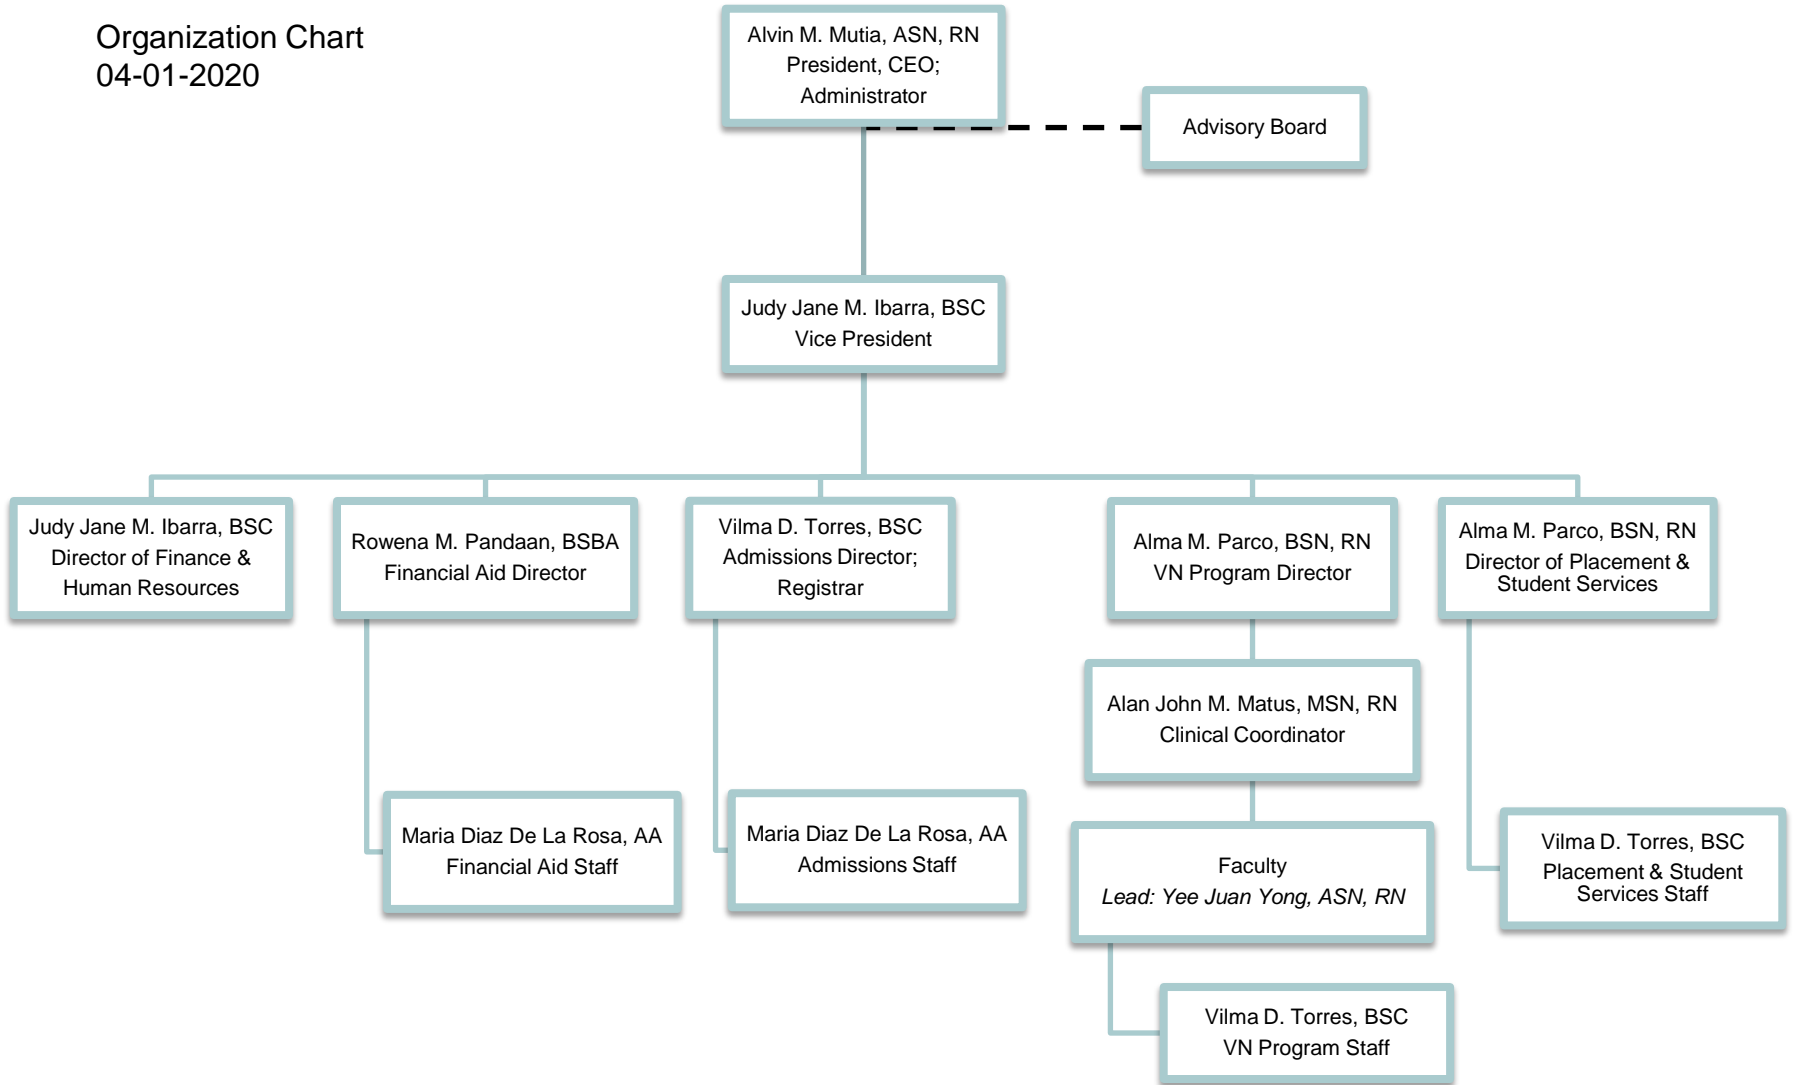 Organization Chart
04-01-2020
Alvin M. Mutia, ASN, RN
President, CEO;
Administrator
Advisory Board
Judy Jane M. Ibarra, BSC
Vice President
Judy Jane M. Ibarra, BSC
Director of Finance &
Human Resources
Rowena M. Pandaan, BSBA
Financial Aid Director
Vilma D. Torres, BSC
Admissions Director;
Registrar
Alma M. Parco, BSN, RN
VN Program Director
Alma M. Parco, BSN, RN
Director of Placement &
Student Services
Alan John M. Matus, MSN, RN
Clinical Coordinator
Maria Diaz De La Rosa, AA
Financial Aid Staff
Maria Diaz De La Rosa, AA
Admissions Staff
Faculty
Lead: Yee Juan Yong, ASN, RN
Vilma D. Torres, BSC
Placement & Student
Services Staff
Vilma D. Torres, BSC
VN Program Staff